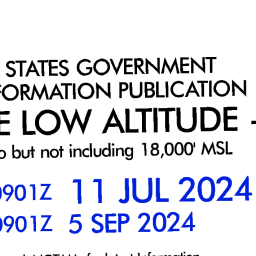 STATES GOVERNMENT
FORMATION PUBLICATION
E LOW ALTITUDE -
o but not including 18,000' MSL
0901Z 11 JUL 2024
0901Z 5 SEP 2024